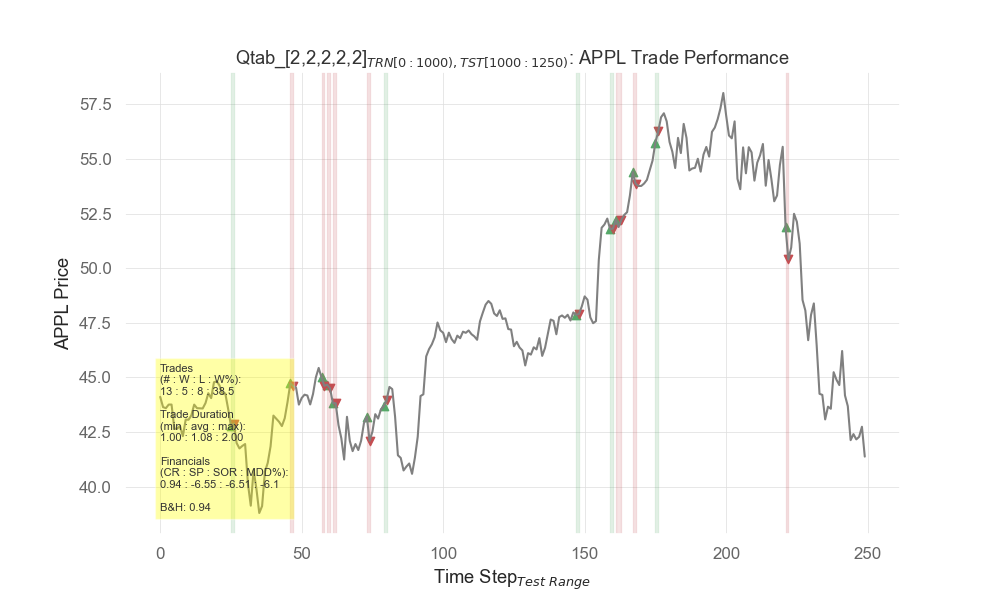 Qtab_[2,2,2,2,2]TRN[0 : 1000), TST[1000 : 1250): APPL Trade Performance
57.5
55.0
52.5
50.0
47.5
45.0
42.5
40.0
APPL Price
Trades
(# : W : L : W%):
13 : 5 : 8 : 38.5
Trade Duration
(min : avg : max):
1.00 : 1.08 : 2.00
Financials
(CR : SP : SOR : MDD%):
0.94 : -6.55 : -6.51 : -6.1
B&H: 0.94
0 50 100 150 200 250
Time StepTest Range